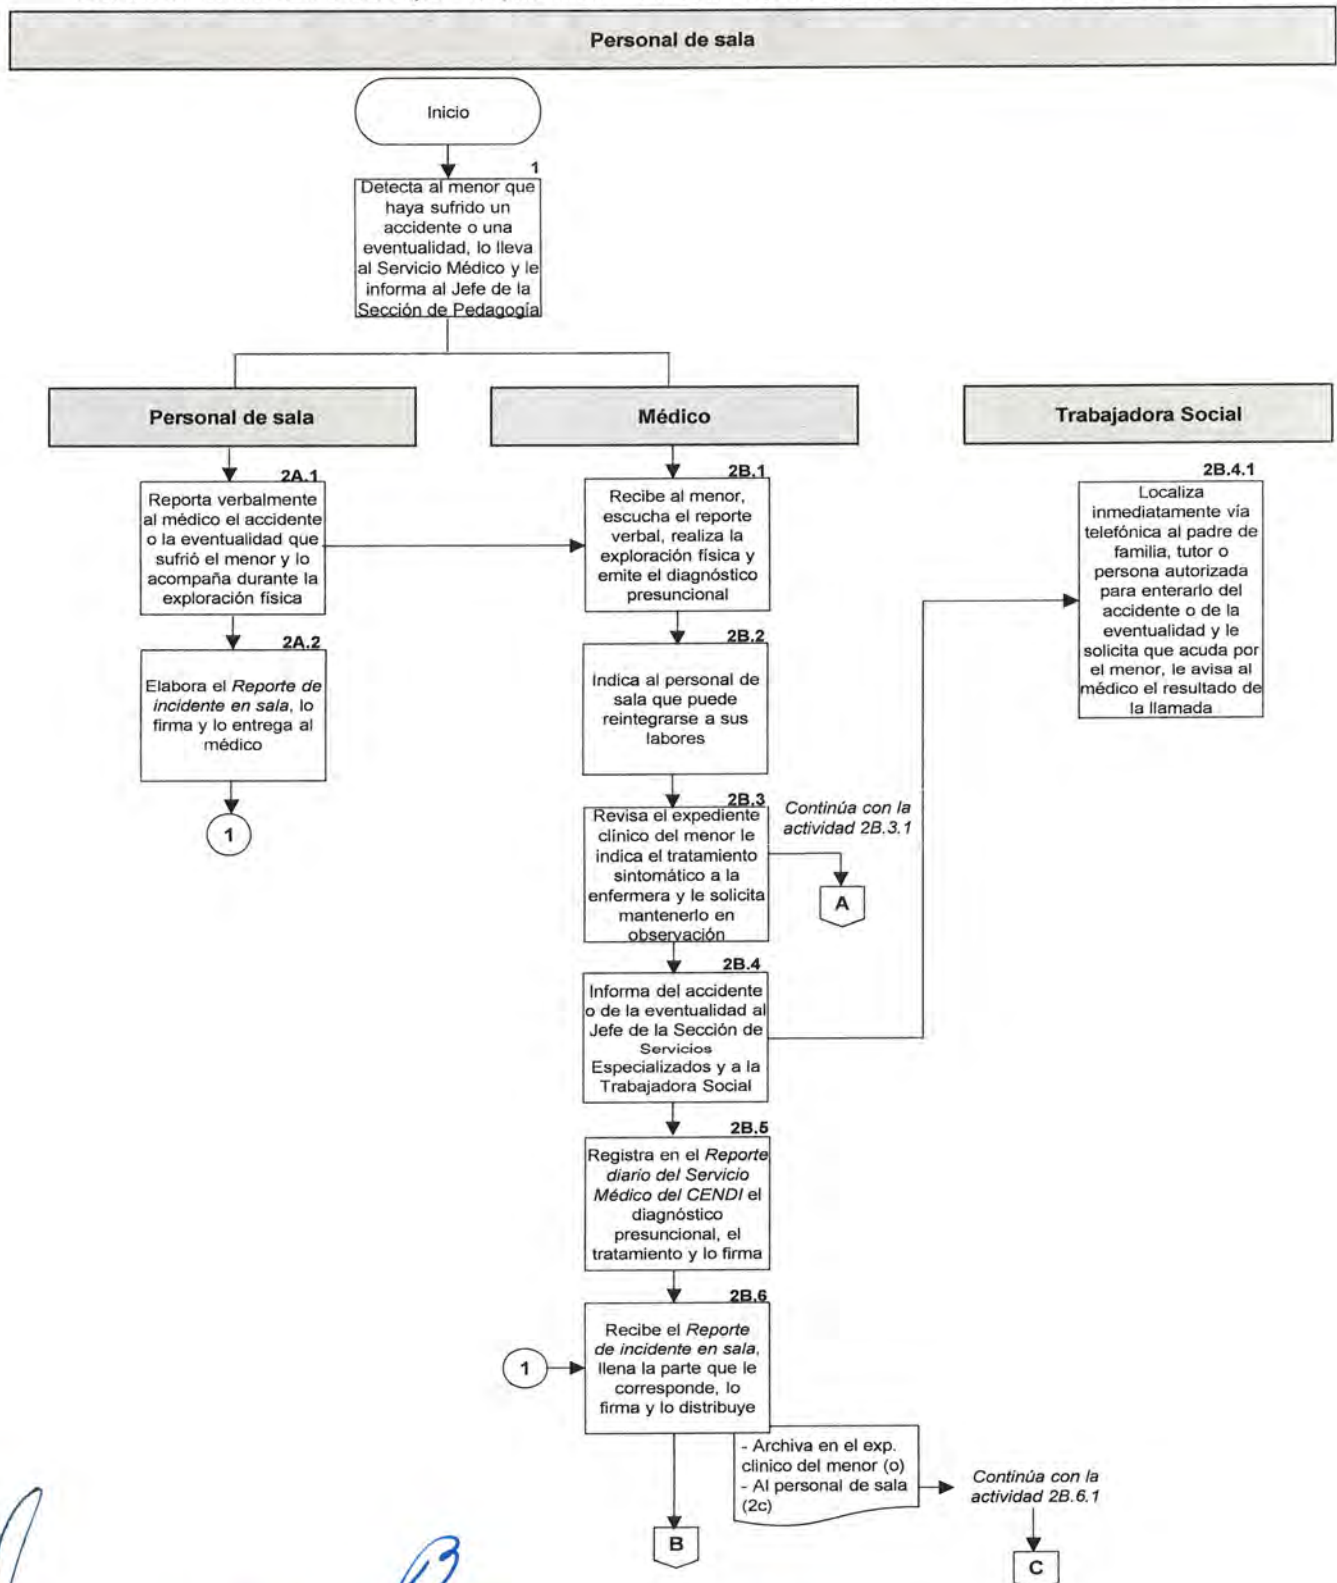 Personal de sala
Inicio
1
Detecta al menor que
haya sufrido un
accidente o una
eventualidad, lo lleva
al Servicio Médico y le
informa al Jefe de la
Sección de Pedagogía
Personal de sala
Médico
Trabajadora Social
2A.1
Reporta verbalmente
al médico el accidente
o la eventualidad que
sufrió el menor y lo
acompaña durante la
exploración física
2A.2
Elabora el Reporte de
incidente en sala, lo
firma y lo entrega al
médico
1
2B.1
Recibe al menor,
escucha el reporte
verbal, realiza la
exploración física y
emite el diagnóstico
presuncional
2B.2
Indica al personal de
sala que puede
reintegrarse a sus
labores
2B.3
Revisa el expediente
clínico del menor le
indica el tratamiento
sintomático a la
enfermera y le solicita
mantenerlo en
observación
Continúa con la
actividad 2B.3.1
A
2B.4
Informa del accidente
o de la eventualidad al
Jefe de la Sección de
Servicios
Especializados y a la
Trabajadora Social
2B.4.1
Localiza
inmediatamente vía
telefónica al padre de
familia, tutor o
persona autorizada
para enterarlo del
accidente o de la
eventualidad y le
solicita que acuda por
el menor, le avisa al
médico el resultado de
la llamada
2B.5
Registra en el Reporte
diario del Servicio
Médico del CENDI el
diagnóstico
presuncional, el
tratamiento y lo firma
2B.6
1
Recibe el Reporte
de incidente en sala,
llena la parte que le
corresponde, lo
firma y lo distribuye
- Archiva en el exp.
clinico del menor (o)
- Al personal de sala
(2c)
Continúa con la
actividad 2B.6.1
B
C